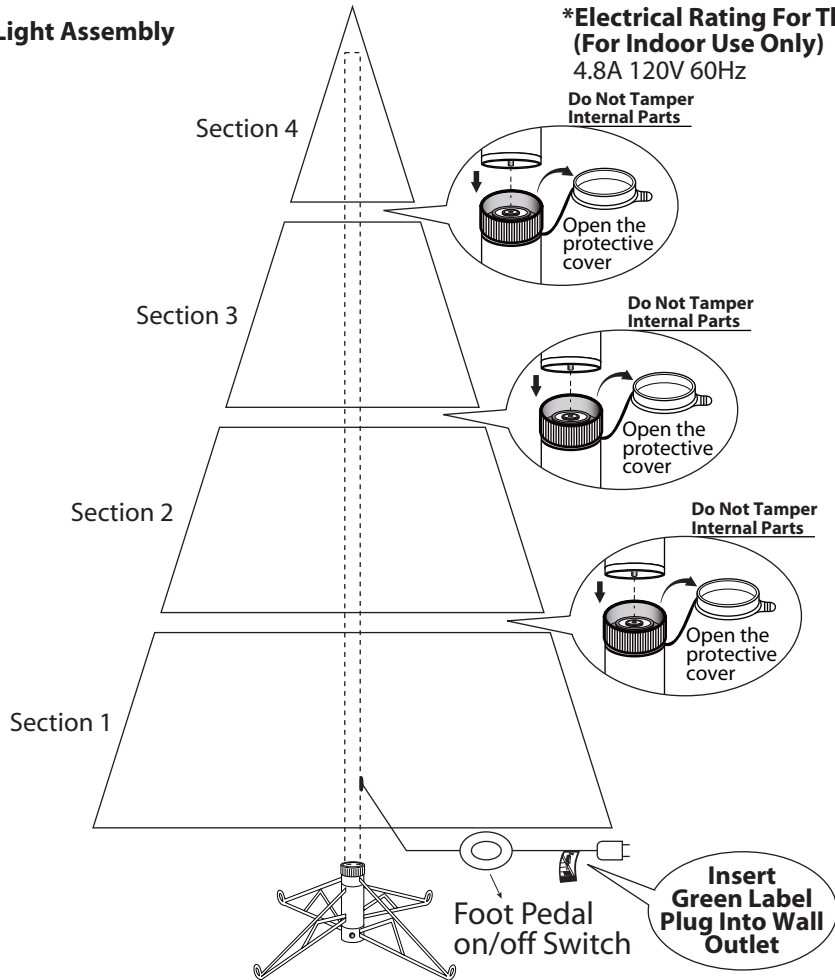 Light Assembly
*Electrical Rating For
(For Indoor Use Only)
4.8A 120V 60Hz
Do Not Tamper
Internal Parts
Section 4
Open the
protective
cover
Section 3
Do Not Tamper
Internal Parts
Open the
protective
cover
Section 2
Do Not Tamper
Internal Parts
Open the
protective
cover
Section 1
Foot Pedal
on/off Switch
Insert
Green Label
Plug Into Wall
Outlet